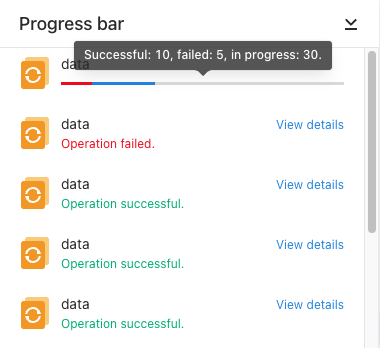 Progress bar
Successful: 10, failed: 5, in progress: 30.
data
data
View details
Operation failed.
data
View details
Operation successful.
data
View details
Operation successful.
data
View details
Operation successful.